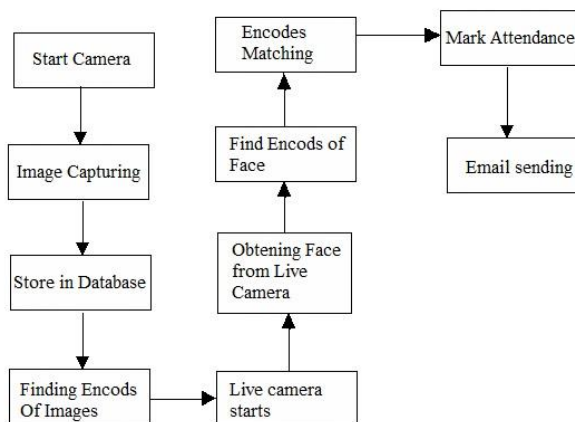 Start Camera
Image Capturing
Store in Database
Finding Encods
Of Images
Live camera
starts
Obtening Face
from Live
Camera
Find Encods of
Face
Encodes
Matching
Mark Attendance
Email sending